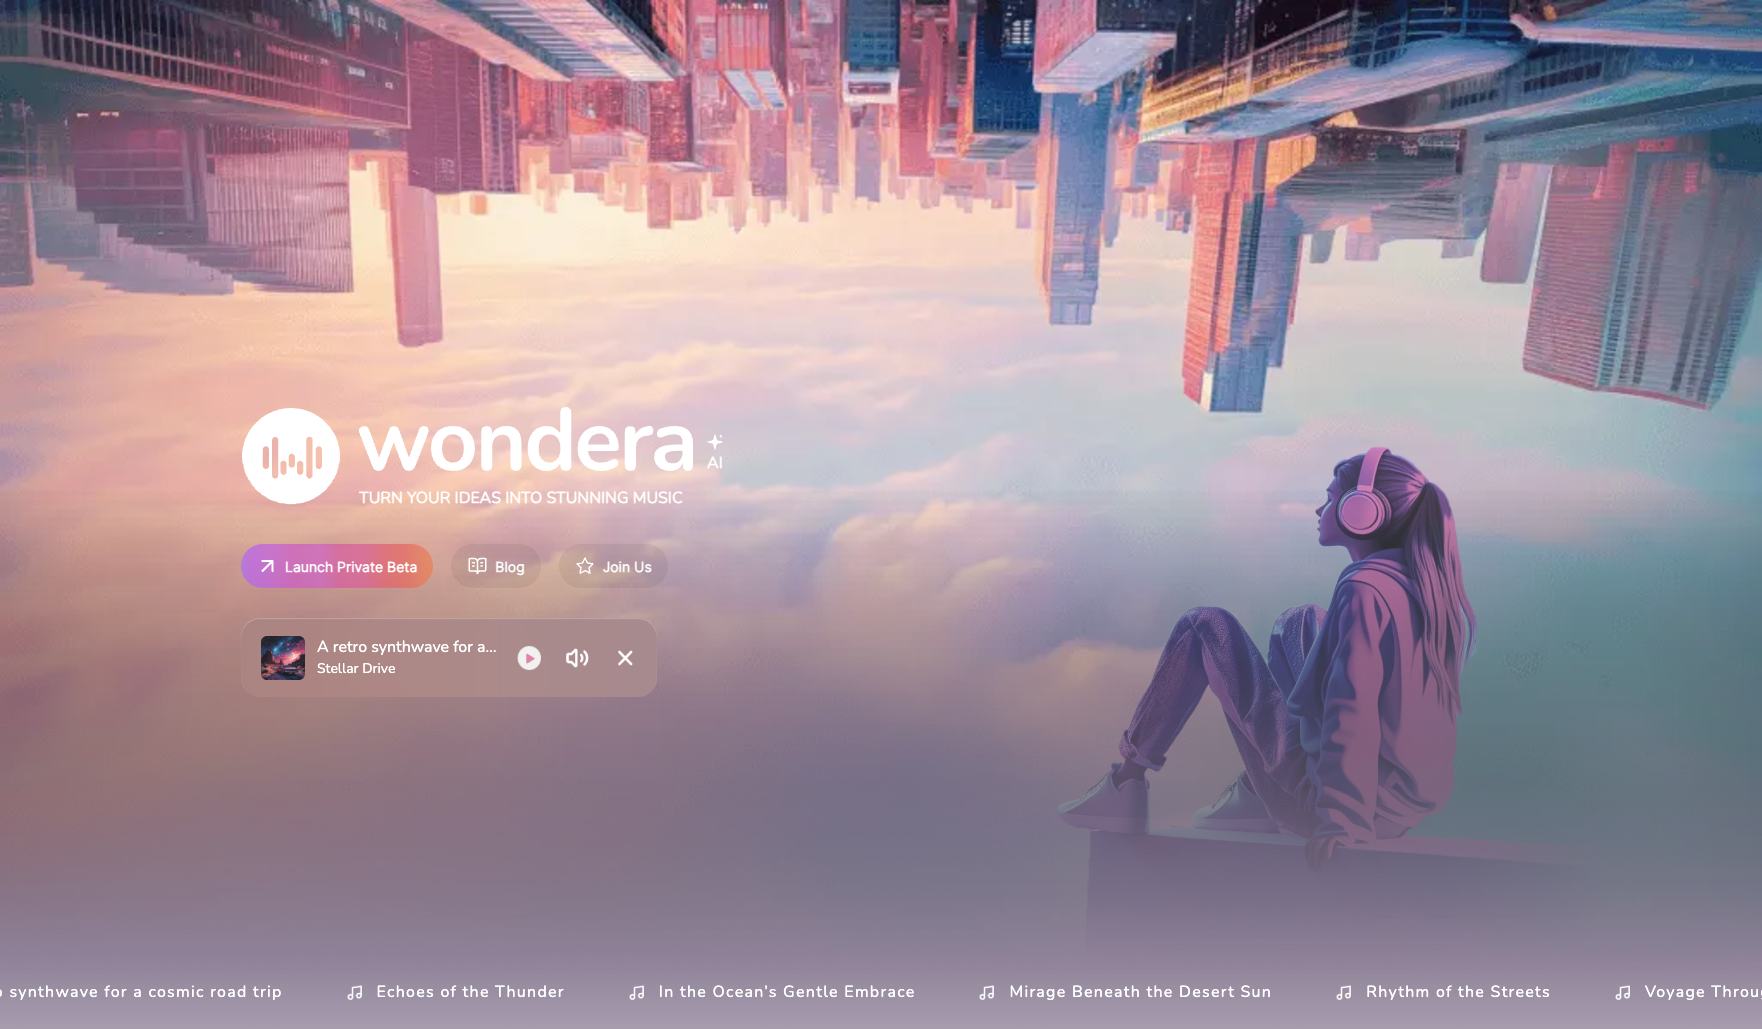 wondera
AI
TURN YOUR IDEAS INTO STUNNING MUSIC
Launch Private Beta
Blog
Join Us
A retro synthwave for a...
Stellar Drive
synthwave for a cosmic road trip
Echoes of the Thunder
In the Ocean's Gentle Embrace
Mirage Beneath the Desert Sun
Rhythm of the Streets
Voyage